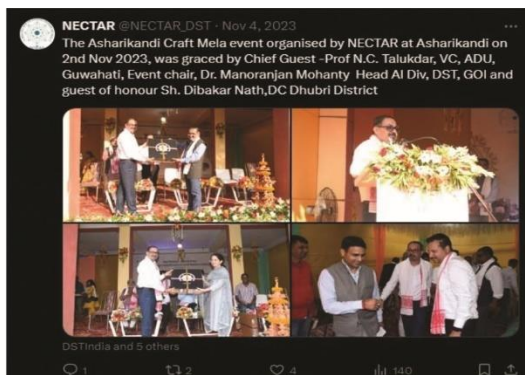 NECTAR @NECTAR_DST · Nov 4, 2023
The Asharikandi Craft Mela event organised by NECTAR at Asharikandi on
2nd Nov 2023, was graced by Chief Guest -Prof N.C. Talukdar, VC, ADU,
Guwahati, Event chair, Dr. Manoranjan Mohanty Head AI Div, DST, GOI and
guest of honour Sh. Dibakar Nath,DC Dhubri District
DSTIndia and 5 others
1 2 4 140